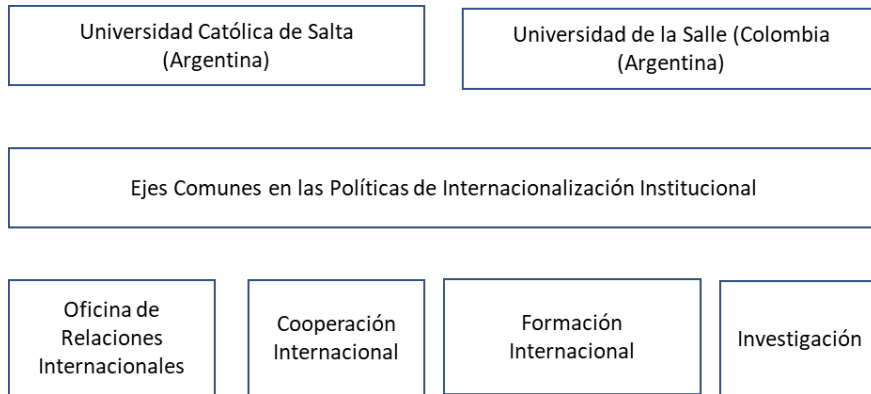 Universidad Católica de Salta
(Argentina)
Universidad de la Salle (Colombia
(Argentina)
Ejes Comunes en las Políticas de Internacionalización Institucional
Oficina de
Relaciones
Internacionales
Cooperación
Internacional
Formación
Internacional
Investigación